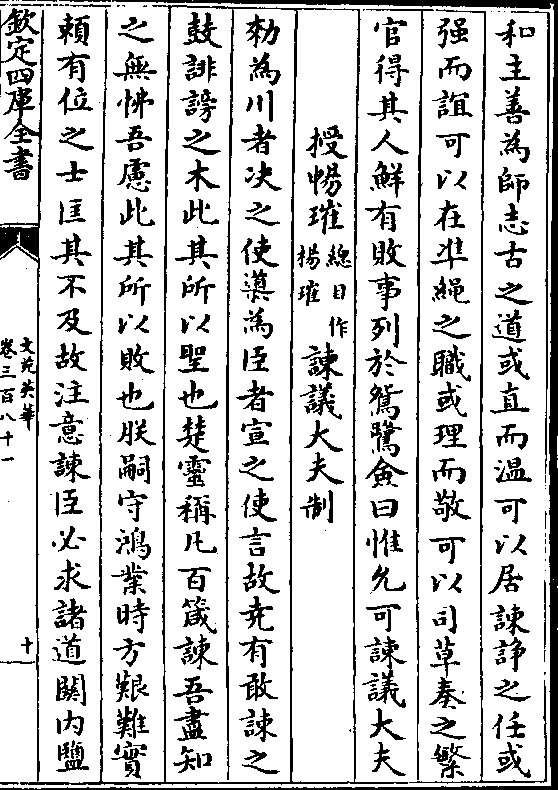 和主善為師志古之道或直而溫可以居諫諍之任或
强而誼可以在準繩之職或理而敬可以司草奏之繁
官得其人鮮有敗事列於鴛鷺僉曰惟允可諫議大夫
授暢璀總目作楊璀諫議大夫制
勑為川者决之使導為臣者宣之使言故堯有敢諫之
鼓誹謗之木此其所以聖也楚靈稱凡百箴諫吾盡知
之無怫吾慮此其所以敗也朕嗣守鴻業時方艱難實
頼有位之士匡其不及故注意諫臣必求諸道關内鹽
欽定四庫全書
文苑英華
卷三百八十一
十